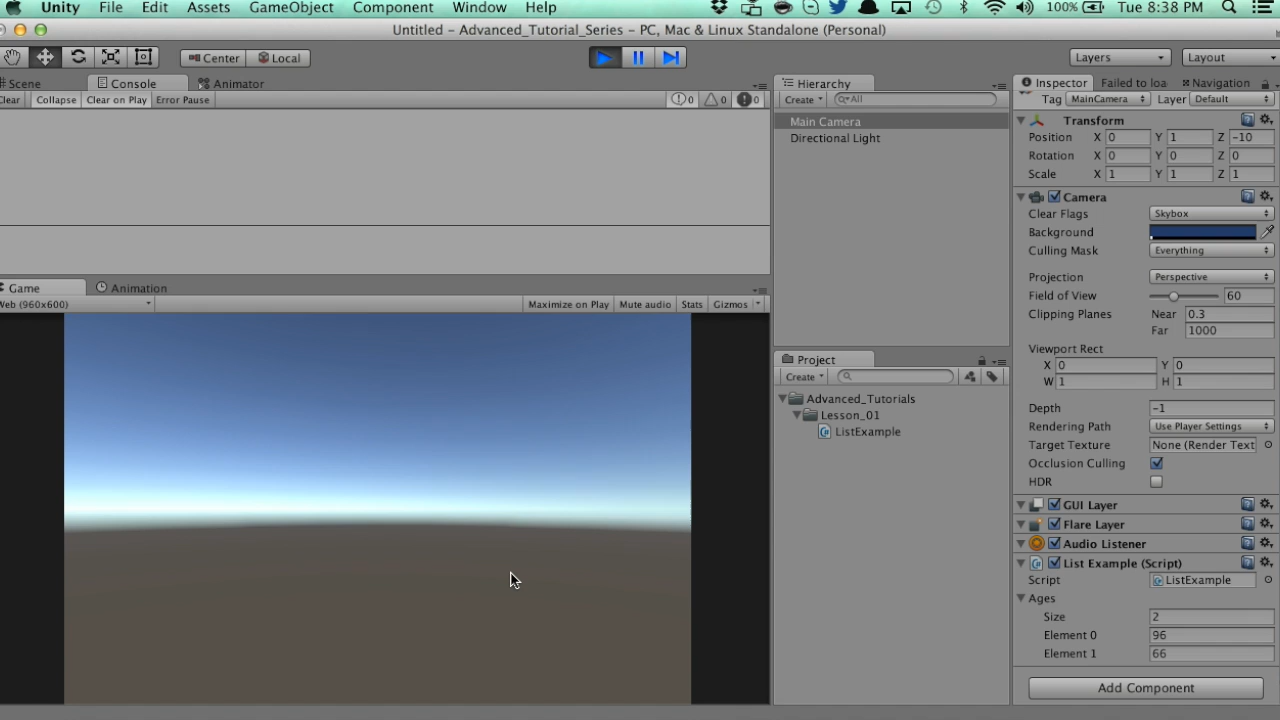 Unity File Edit Assets GameObject Component Window Help 100% Tue 8:38 PM
Untitled - Advanced_Tutorial_Series - PC, Mac & Linux Standalone (Personal)
Center Local Layers Layout
Scene Console Animator
Clear Collapse Clear on Play Error Pause 0 0 0
Game Animation
Web (960x600) Maximize on Play Mute audio Stats Gizmos
Hierarchy
Create All
Main Camera
Directional Light
Project
Create
Advanced_Tutorials
Lesson_01
ListExample
Inspector Failed to loa Navigation
Tag MainCamera Layer Default
Transform
Position X 0 Y 1 Z -10
Rotation X 0 Y 0 Z 0
Scale X 1 Y 1 Z 1
Camera
Clear Flags Skybox
Background
Culling Mask Everything
Projection Perspective
Field of View 60
Clipping Planes Near 0.3
Far 1000
Viewport Rect
X 0 Y 0
W 1 H 1
Depth -1
Rendering Path Use Player Settings
Target Texture None (Render Text
Occlusion Culling
HDR
GUI Layer
Flare Layer
Audio Listener
List Example (Script)
Script ListExample
Ages
Size 2
Element 0 96
Element 1 66
Add Component